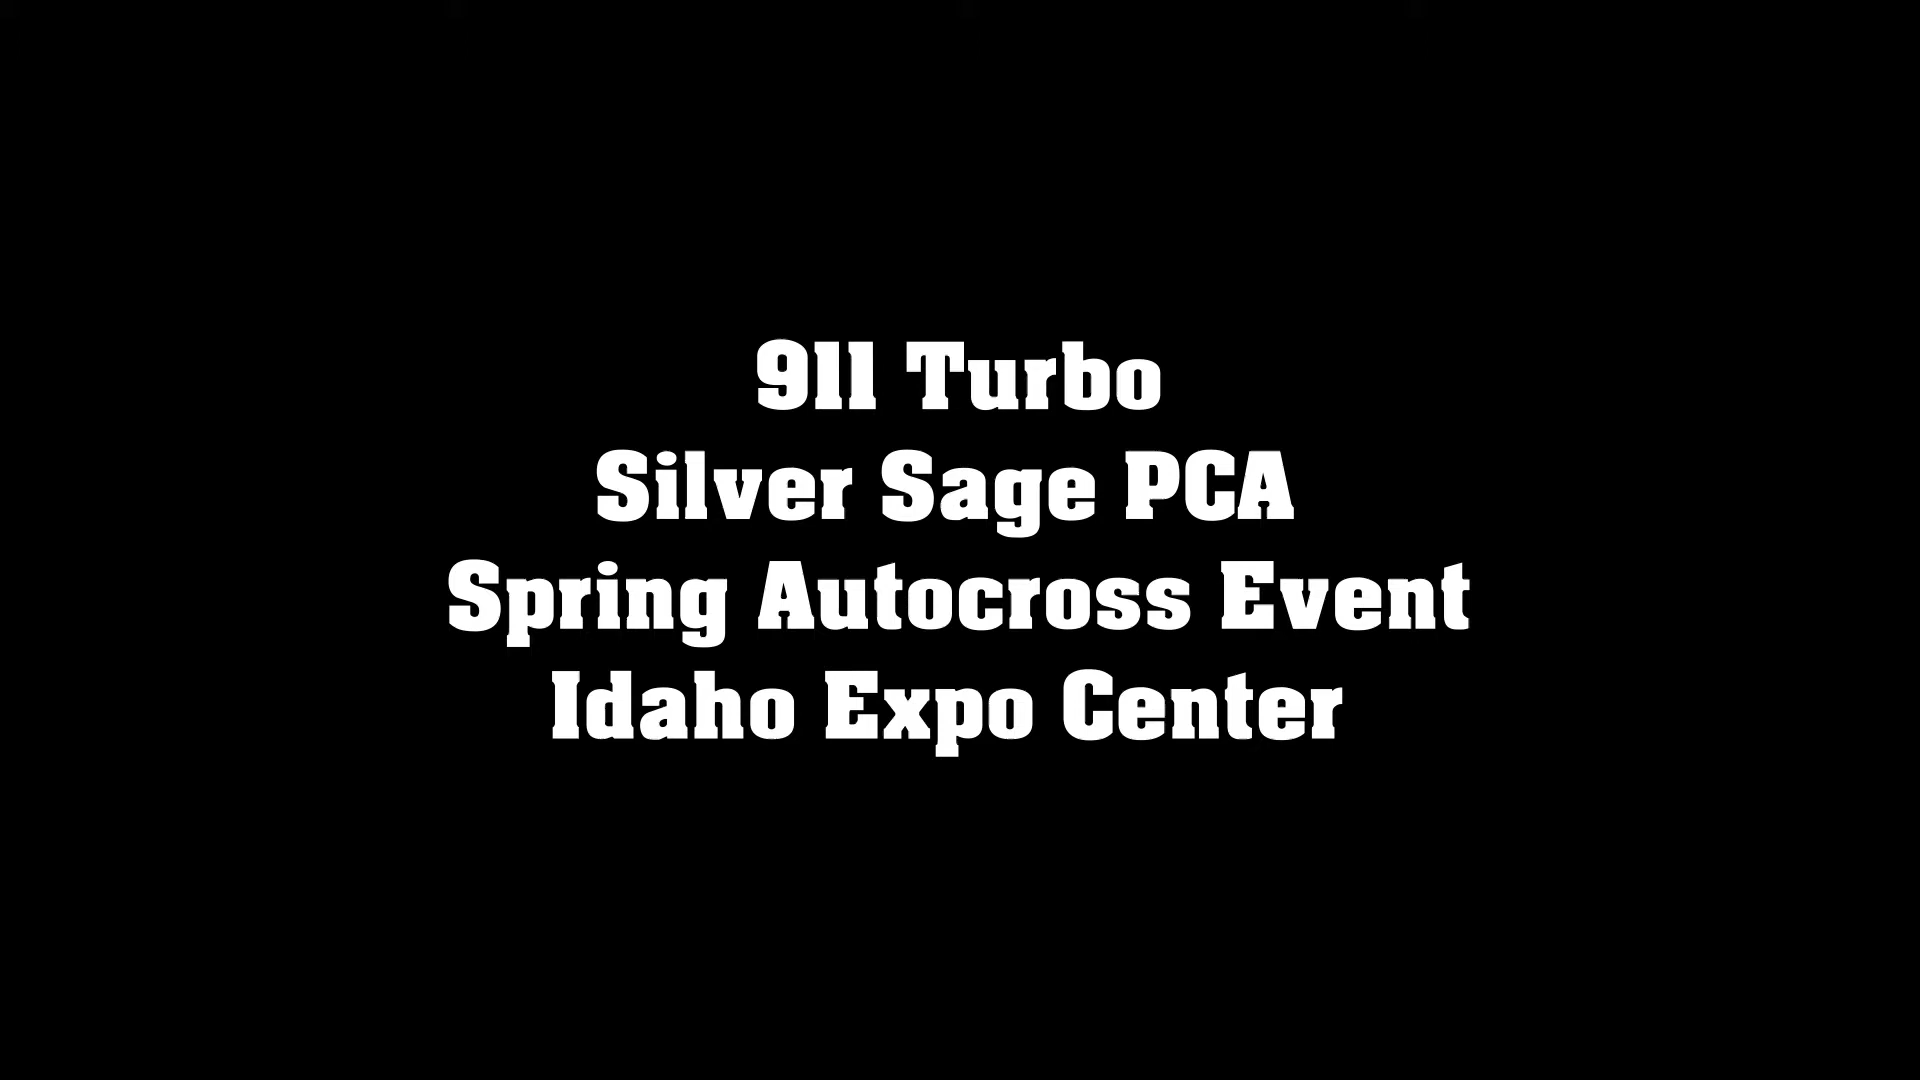 911 Turbo
Silver Sage PCA
Spring Autocross Event
Idaho Expo Center